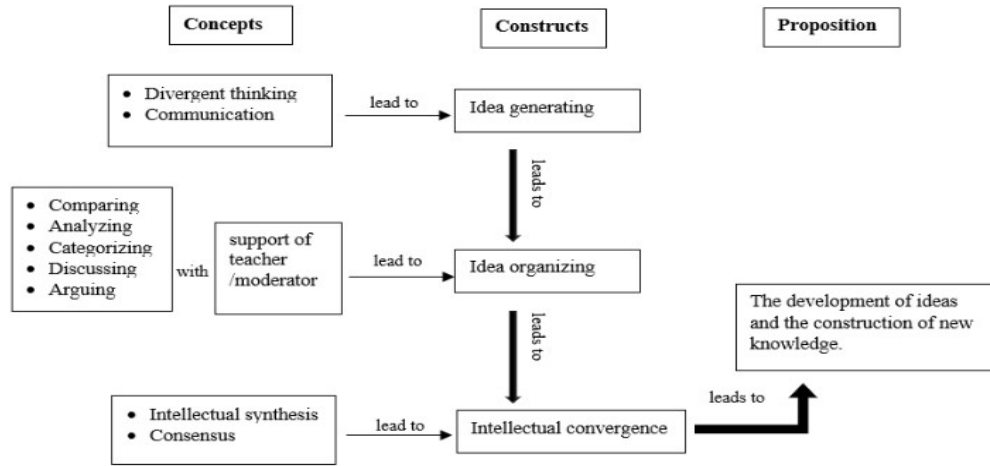 Concepts
Constructs
Proposition
• Divergent thinking
• Communication
lead to
Idea generating
leads to
• Comparing
• Analyzing
• Categorizing
• Discussing
• Arguing
with
support of
teacher
/moderator
lead to
Idea organizing
leads to
• Intellectual synthesis
• Consensus
lead to
Intellectual convergence
leads to
The development of ideas
and the construction of new
knowledge.